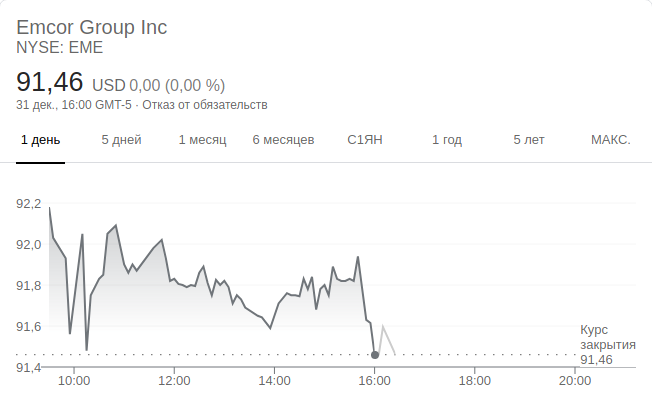 Emcor Group Inc
NYSE: EME
91,46 USD 0,00 (0,00 %)
31 дек., 16:00 GMT-5 · Отказ от обязательств
1 день 5 дней 1 месяц 6 месяцев С1ЯН 1 год 5 лет МАКС.
92,2
92,0
91,8
91,6
91,4
Курс
закрытия
91,46
10:00 12:00 14:00 16:00 18:00 20:00